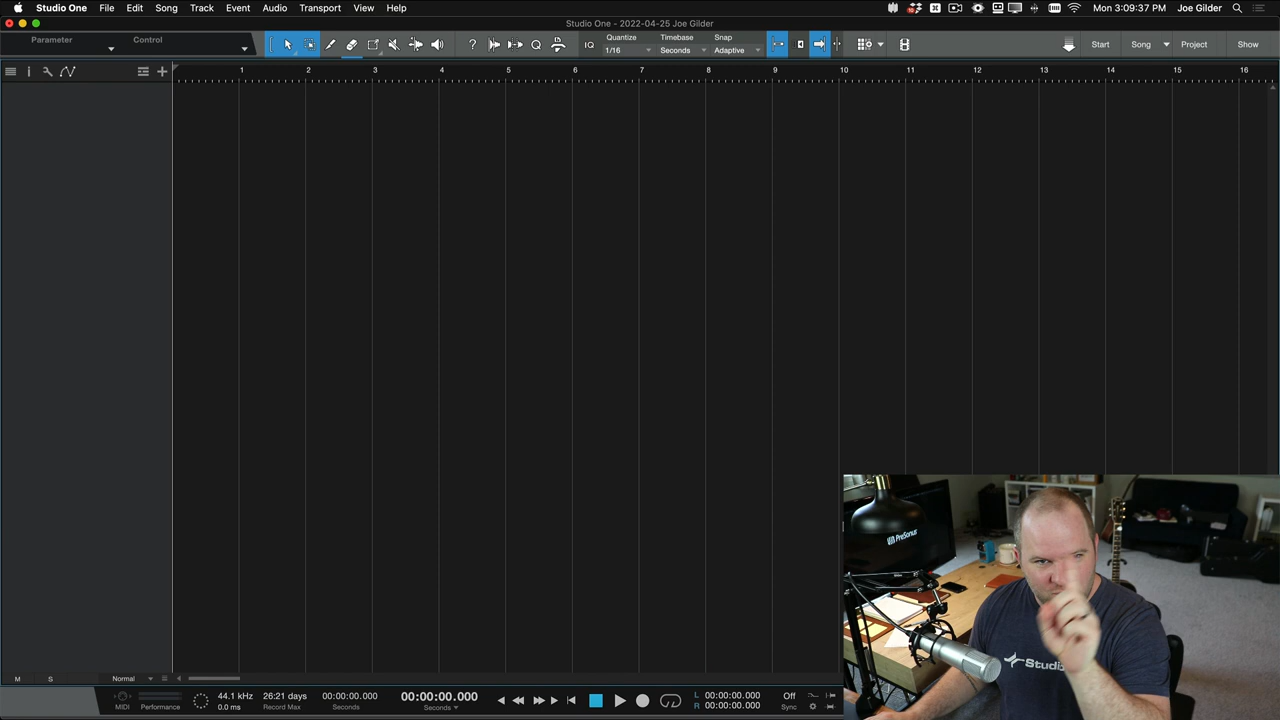 Studio One File Edit Song Track Event Audio Transport View Help Mon 3:09:37 PM Joe Gilder
Studio One - 2022-04-25 Joe Gilder
Parameter Control Quantize Timebase Snap
IQ 1/16 Seconds Adaptive Start Song Project Show
1 2 3 4 5 6 7 8 9 10 11 12 13 14 15 16
PreSonus
Studio
M S Normal
44.1 kHz 26:21 days 00:00:00.000 00:00:00.000 L 00:00:00.000 Off
MIDI Performance 0.0 ms Record Max Seconds Seconds R 00:00:00.000 Sync